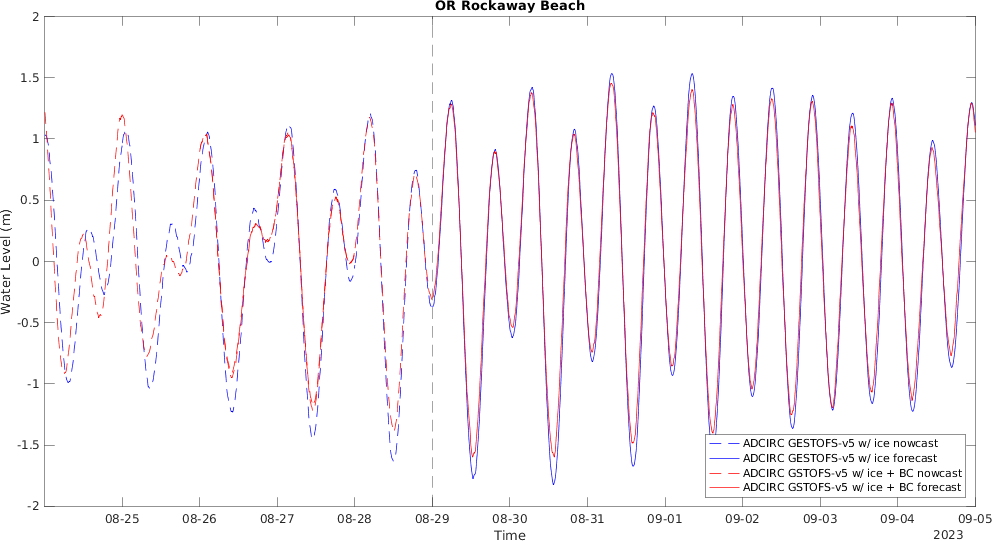 OR Rockaway Beach
2
1.5
1
0.5
0
-0.5
-1
-1.5
-2
Water Level (m)
ADCIRC GESTOFS-v5 w/ ice nowcast
ADCIRC GESTOFS-v5 w/ ice forecast
ADCIRC GSTOFS-v5 w/ ice + BC nowcast
ADCIRC GSTOFS-v5 w/ ice + BC forecast
08-25 08-26 08-27 08-28 08-29 08-30 08-31 09-01 09-02 09-03 09-04 09-05
Time
2023